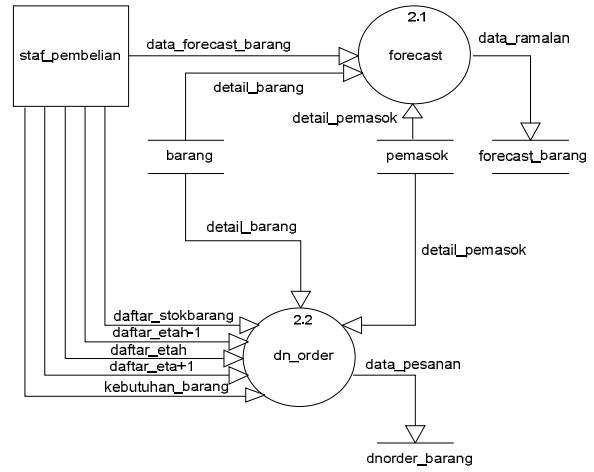 2.1
staf_pembelian
data_forecast_barang
forecast
data_ramalan
detail_barang
detail_pemasok
barang
pemasok
forecast_barang
detail_barang
detail_pemasok
daftar_stokbarang
2.2
daftar_etah-1
daftar_etah
dn_order
daftar_eta+1
data_pesanan
kebutuhan_barang
dnorder_barang